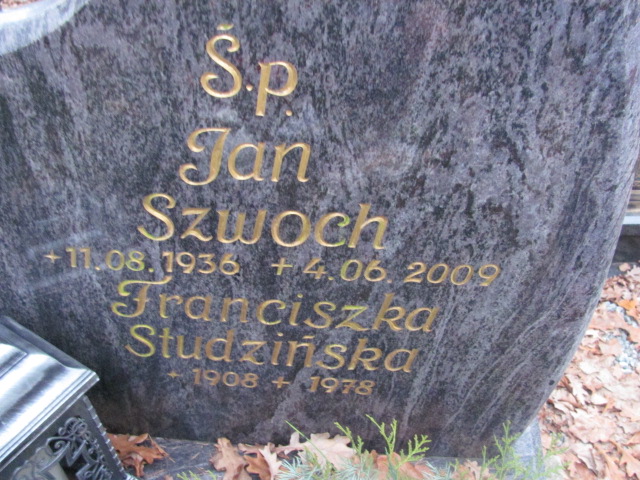 Ś.p.
Jan
Szwoch
+11.08.1936 +4.06.2009
Franciszka
Studzińska
+1908 +1978